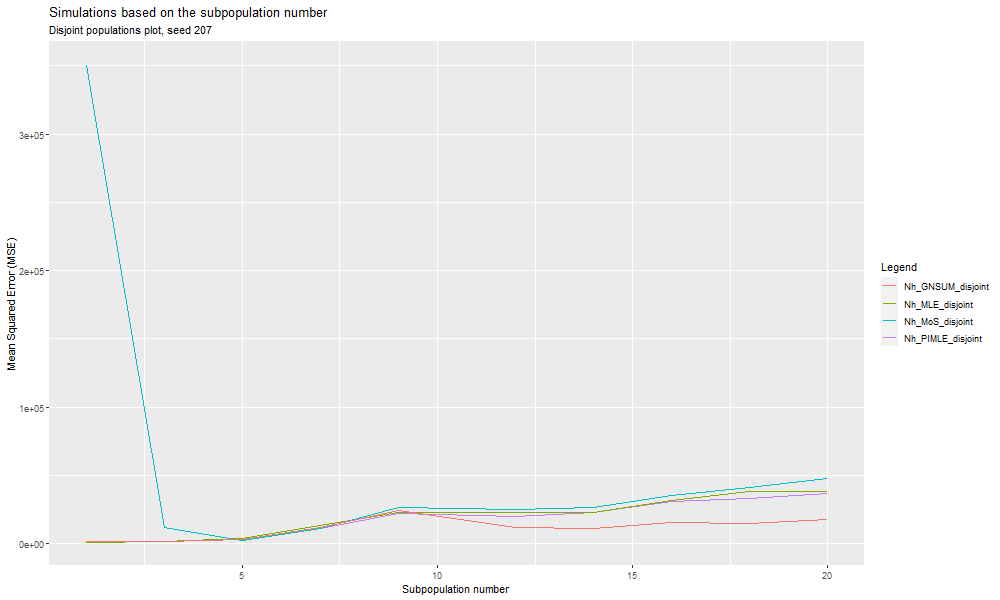 Simulations based on the subpopulation number
Disjoint populations plot, seed 207
Mean Squared Error (MSE)
3e+05
2e+05
1e+05
0e+00
5
10
15
20
Subpopulation number
Legend
Nh_GNSUM_disjoint
Nh_MLE_disjoint
Nh_MoS_disjoint
Nh_PIMLE_disjoint